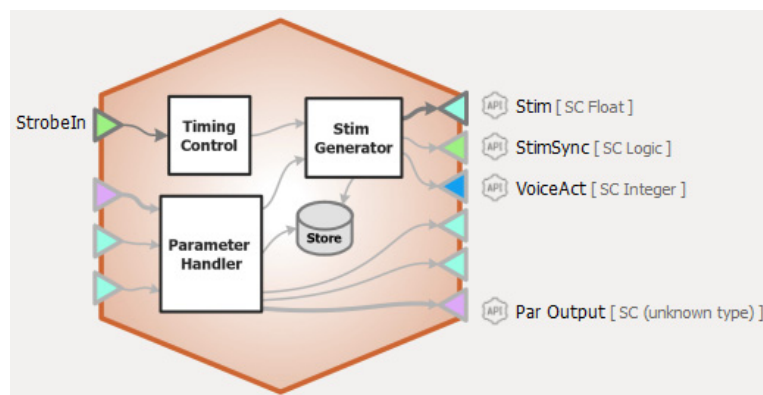 StrobeIn
Timing
Control
Stim
Generator
Parameter
Handler
Store
API Stim [ SC Float ]
API StimSync [ SC Logic ]
API VoiceAct [ SC Integer ]
API Par Output [ SC (unknown type) ]